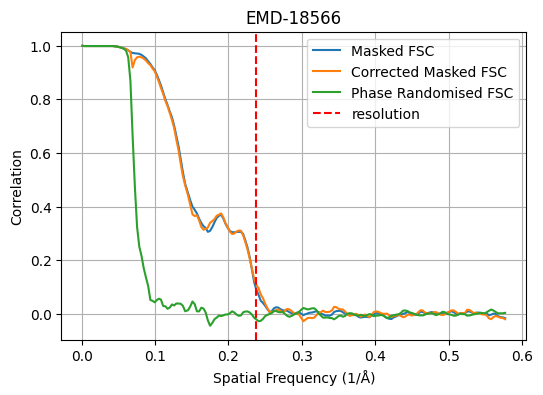 EMD-18566
1.0
0.8
0.6
0.4
0.2
0.0
Correlation
Masked FSC
Corrected Masked FSC
Phase Randomised FSC
resolution
0.0 0.1 0.2 0.3 0.4 0.5 0.6
Spatial Frequency (1/Å)